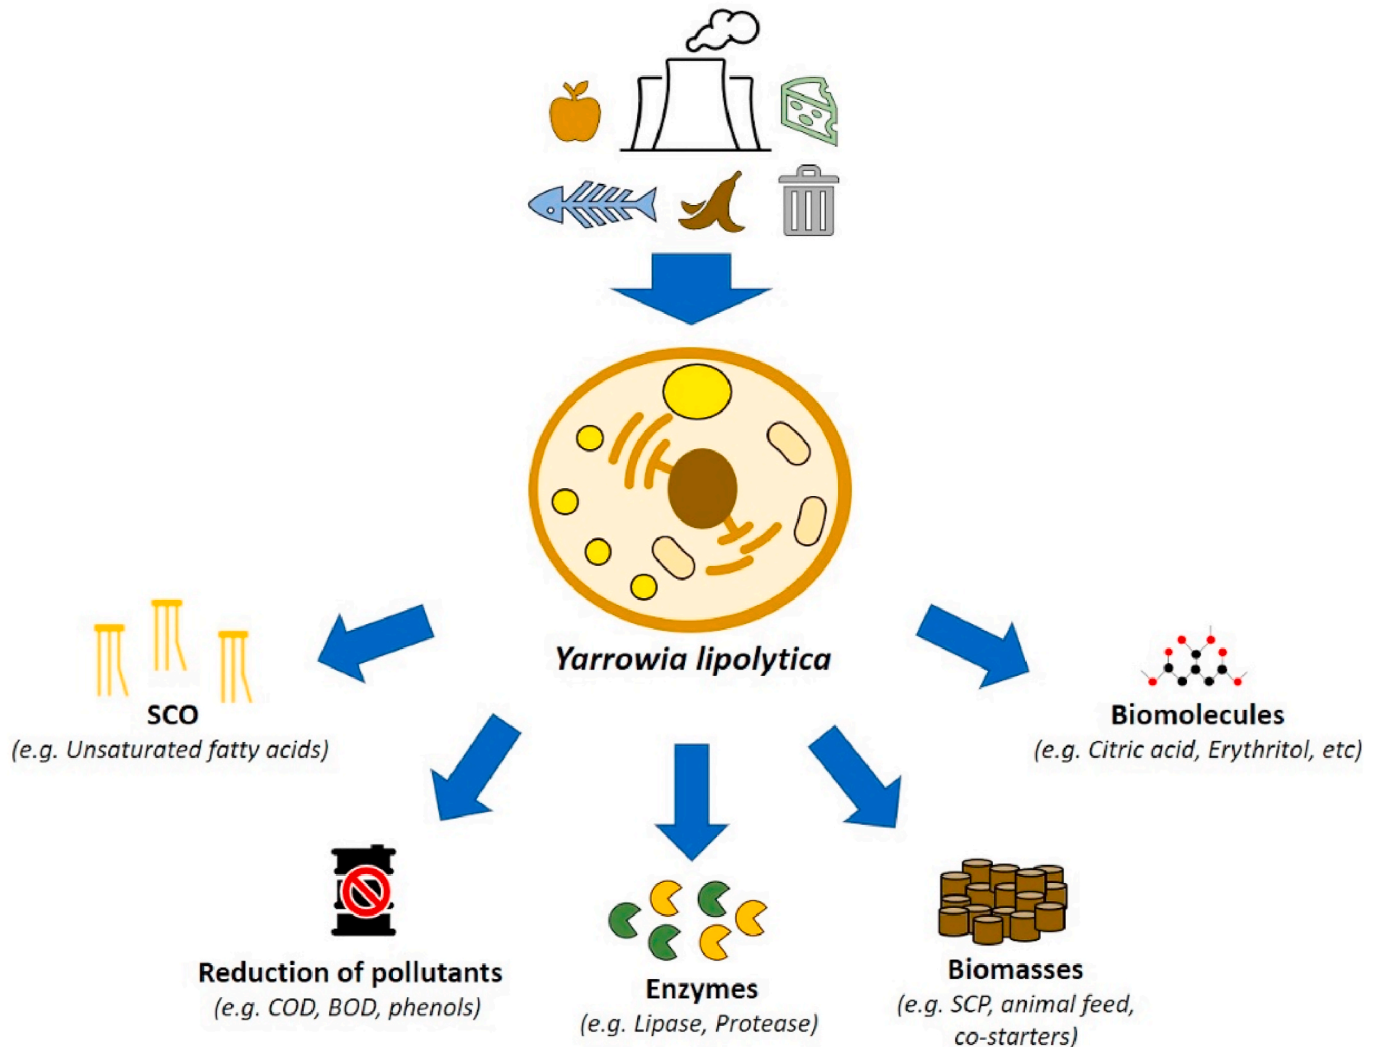 Yarrowia lipolytica
SCO
(e.g. Unsaturated fatty acids)
Biomolecules
(e.g. Citric acid, Erythritol, etc)
Reduction of pollutants
(e.g. COD, BOD, phenols)
Enzymes
(e.g. Lipase, Protease)
Biomasses
(e.g. SCP, animal feed,
co-starters)